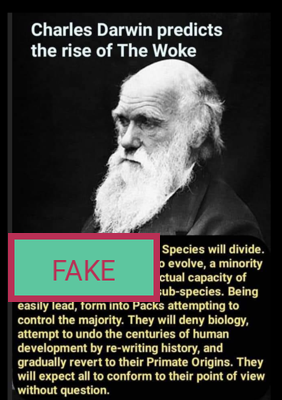 Charles Darwin predicts
the rise of The Woke
Species will divide.
o evolve, a minority
FAKE
ctual capacity of
sub-species. Being
easily lead, form into Packs attempting to
control the majority. They will deny biology,
attempt to undo the centuries of human
development by re-writing history, and
gradually revert to their Primate Origins. They
will expect all to conform to their point of view
without question.